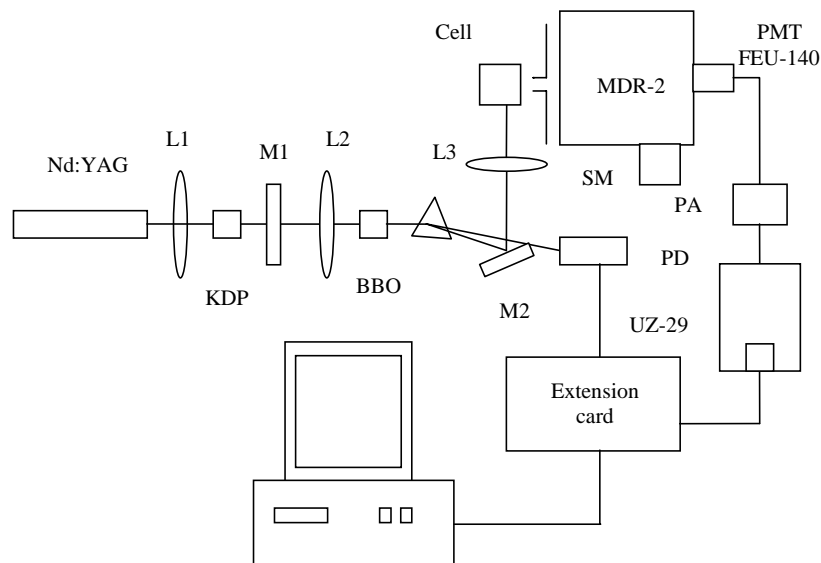 Cell
PMT
FEU-140
MDR-2
L1
M1
L2
L3
Nd:YAG
SM
PA
KDP
BBO
PD
M2
UZ-29
Extension
card